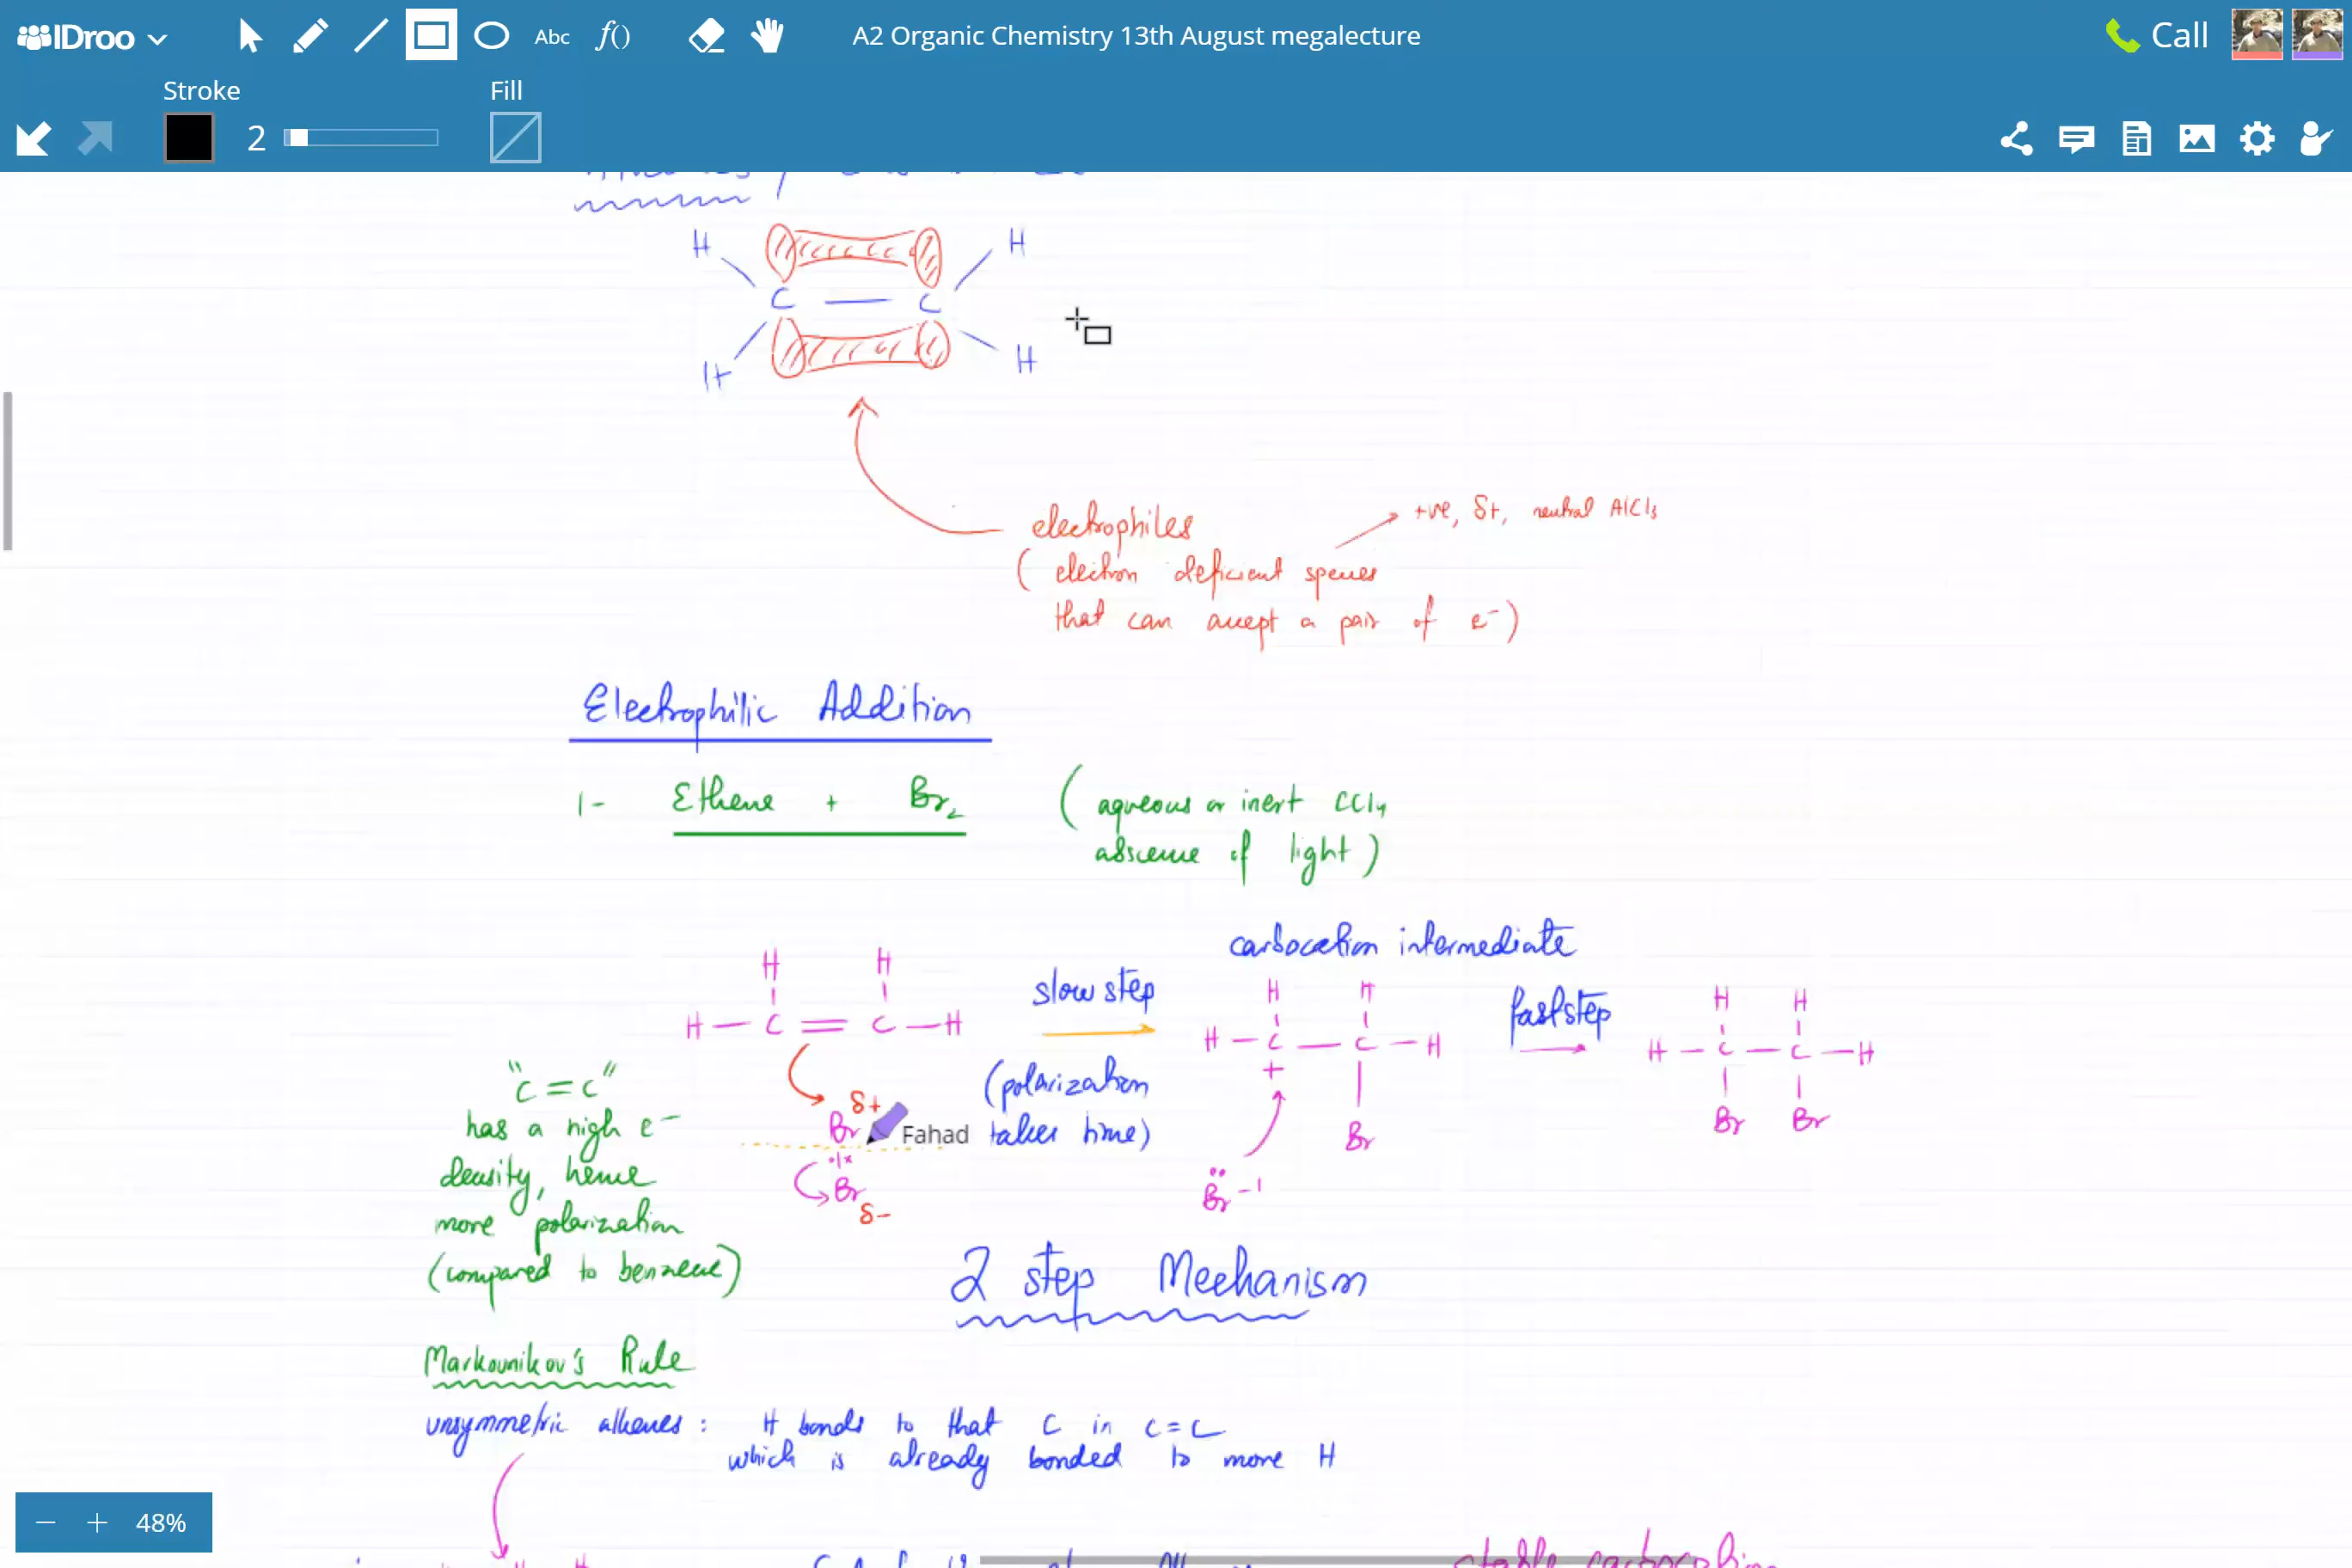 IDroo
Abc
f()
A2 Organic Chemistry 13th August megalecture
Call
Stroke
Fill
2
H
H
C — C
H
H
electrophiles
+ve, δ+, neutral AlCl3
( electron deficient species
that can accept a pair of e⁻)
Electrophilic Addition
1- Ethene + Br2
( aqueous or inert CCl4
abscence of light )
carbocation intermediate
H H
H — C = C — H
slow step
H H
H — C — C — H
+
Br
fast step
H H
H — C — C — H
Br Br
(polarization
takes time)
"C = C"
has a high e⁻
density, hence
more polarization
(compared to benzene)
δ+
Br
Fahad
Br
δ-
Br -1
2 step Mechanism
Markovnikov's Rule
unsymmetric alkenes : H bonds to that C in C=C
which is already bonded to more H
48%
stable carbocation